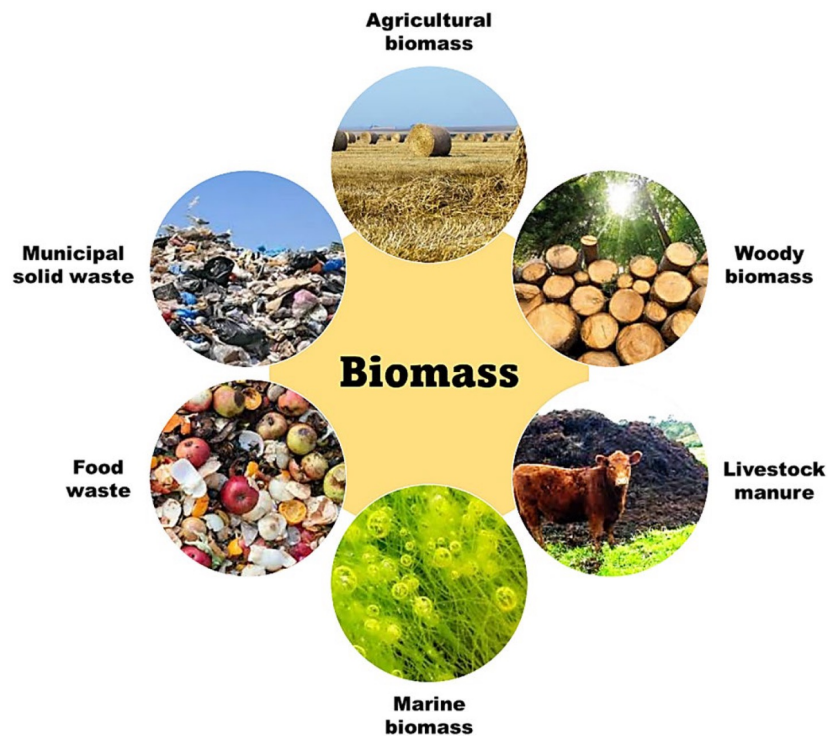 Agricultural
biomass
Municipal
solid waste
Woody
biomass
Biomass
Food
waste
Livestock
manure
Marine
biomass